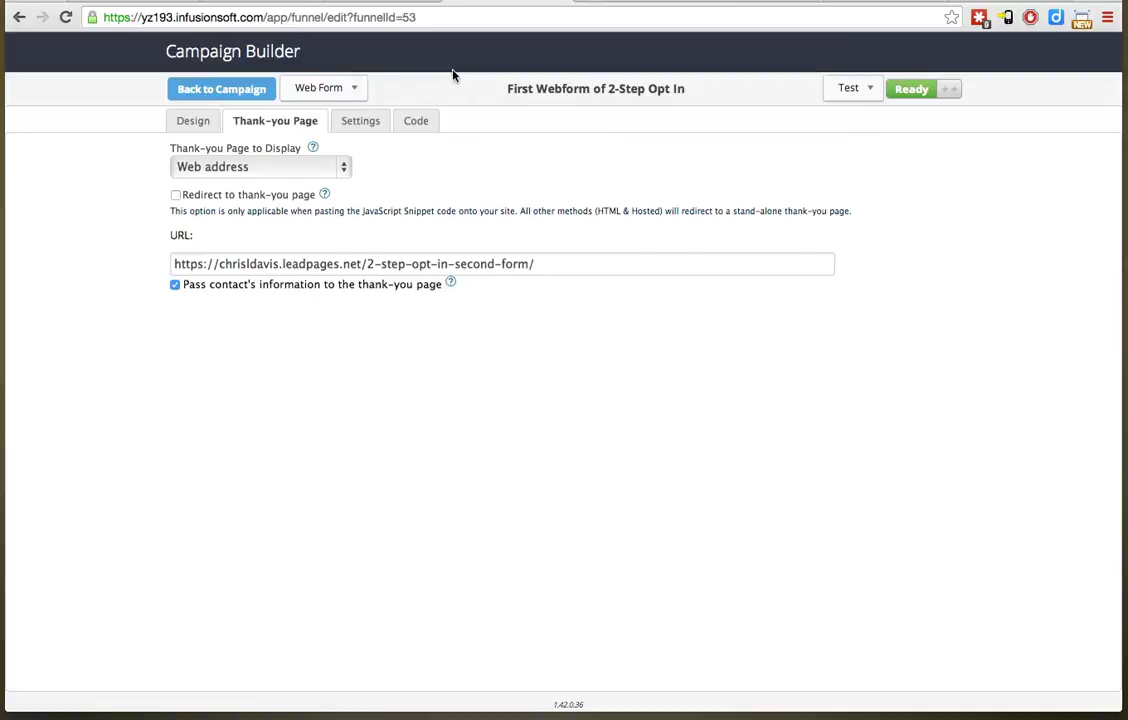 https://yz193.infusionsoft.com/app/funnel/edit?funnelId=53
Campaign Builder
Back to Campaign
Web Form
First Webform of 2-Step Opt In
Test
Ready
Design
Thank-you Page
Settings
Code
Thank-you Page to Display ?
Web address
Redirect to thank-you page ?
This option is only applicable when pasting the JavaScript Snippet code onto your site. All other methods (HTML & Hosted) will redirect to a stand-alone thank-you page.
URL:
https://chrisldavis.leadpages.net/2-step-opt-in-second-form/
Pass contact's information to the thank-you page ?
1.42.0.36